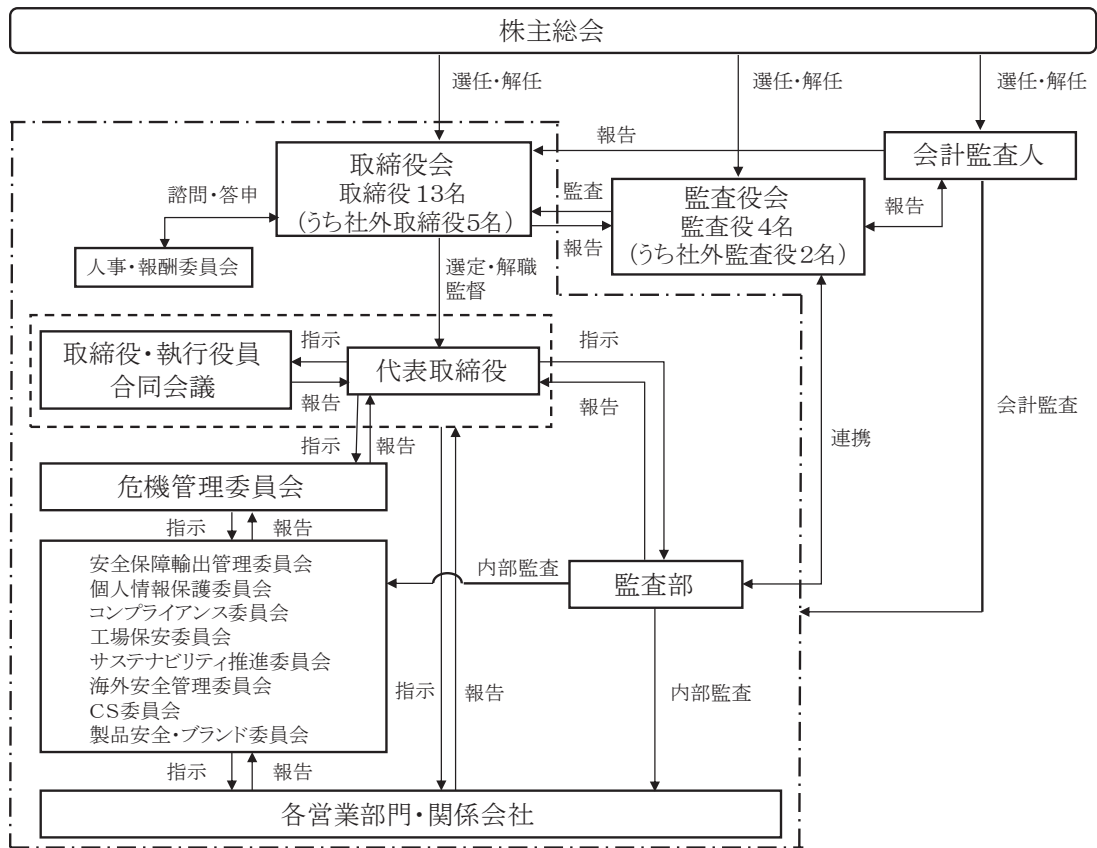 株主総会
選任・解任
選任・解任
選任・解任
報告
会計監査人
取締役会
取締役13名
(うち社外取締役5名)
諮問・答申
監査
報告
監査役会
監査役4名
(うち社外監査役2名)
報告
人事・報酬委員会
選定・解職
監督
取締役・執行役員
合同会議
指示
報告
代表取締役
指示
報告
会計監査
連携
指示
報告
危機管理委員会
指示
報告
安全保障輸出管理委員会
個人情報保護委員会
コンプライアンス委員会
工場保安委員会
サステナビリティ推進委員会
海外安全管理委員会
CS委員会
製品安全・ブランド委員会
内部監査
監査部
指示
報告
内部監査
指示
報告
各営業部門・関係会社